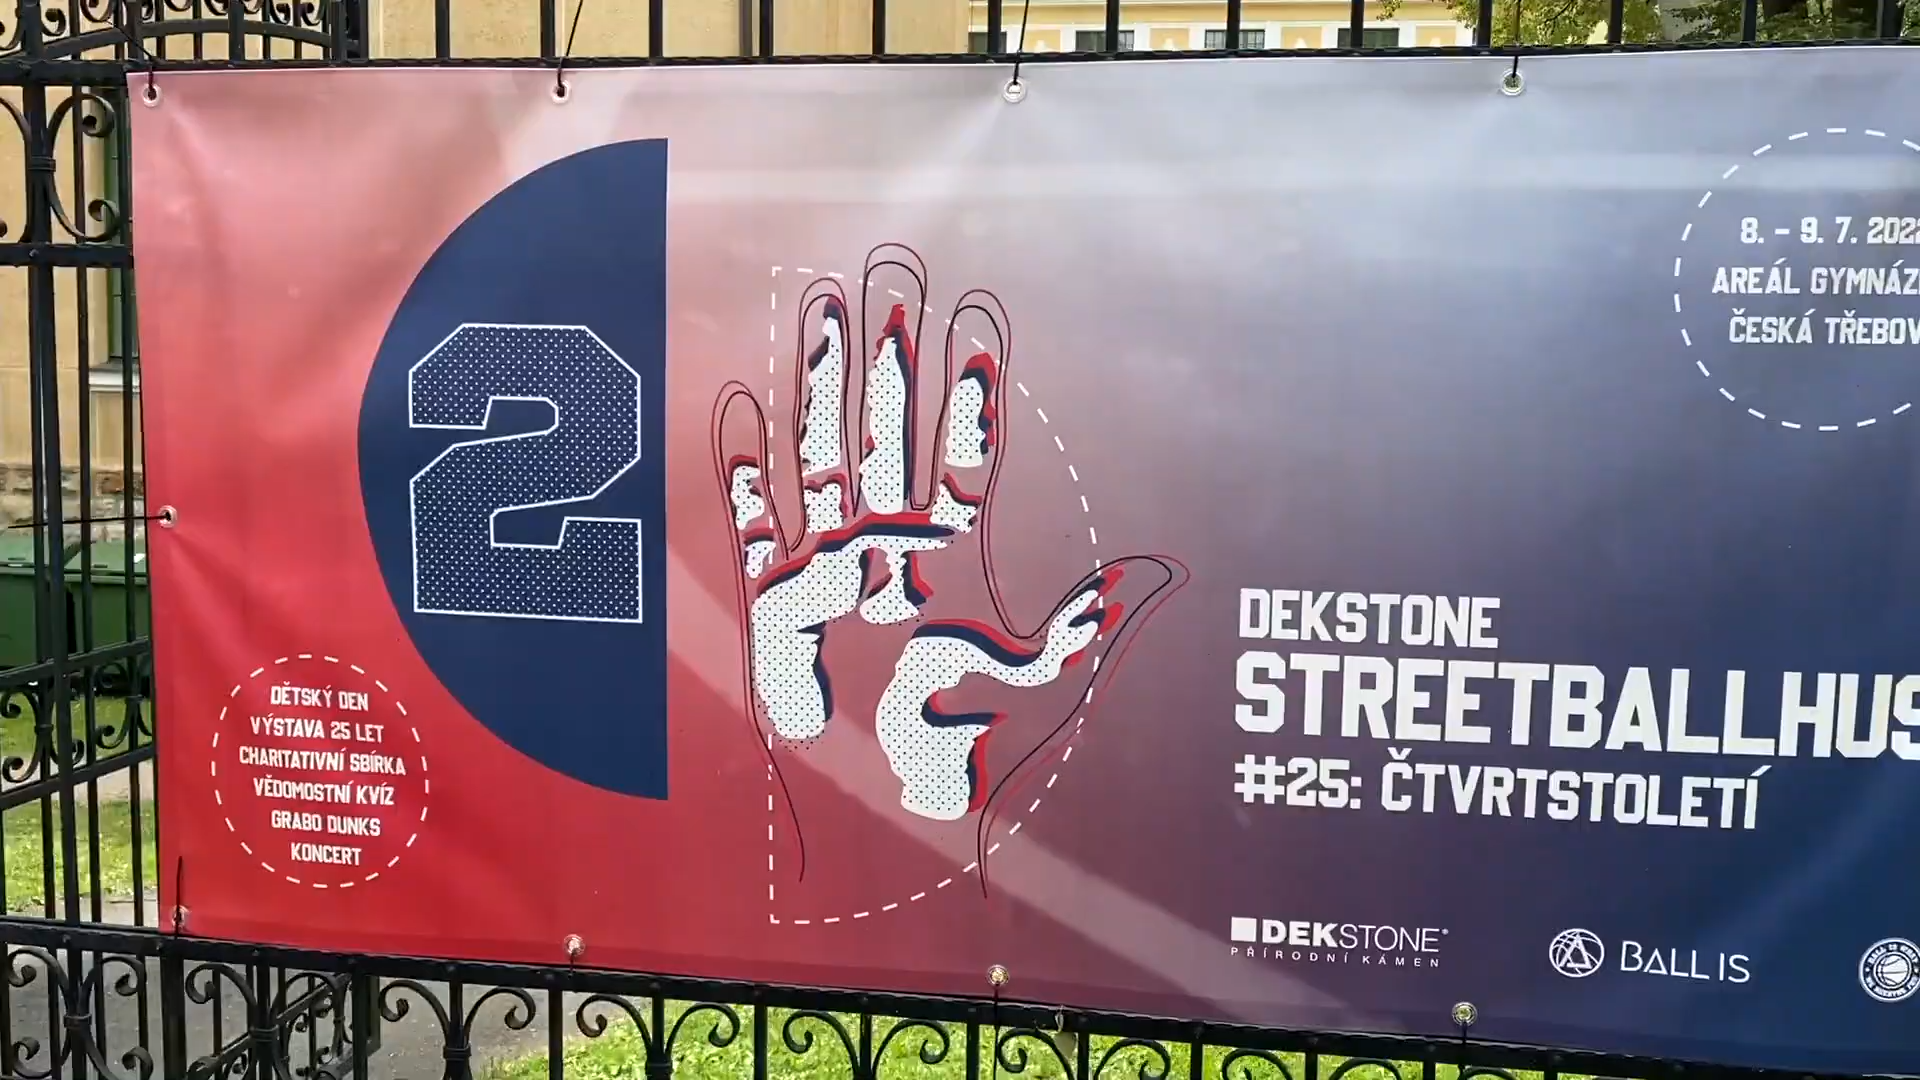 2
8. - 9. 7. 2022
AREÁL GYMNÁZ
ČESKÁ TŘEBOV
DEKSTONE
STREETBALLHUS
#25: ČTVRTSTOLETÍ
DĚTSKÝ DEN
VÝSTAVA 25 LET
CHARITATIVNÍ SBÍRKA
VĚDOMOSTNÍ KVÍZ
GRABO DUNKS
KONCERT
DEKSTONE®
PŘÍRODNÍ KÁMEN
BALL IS